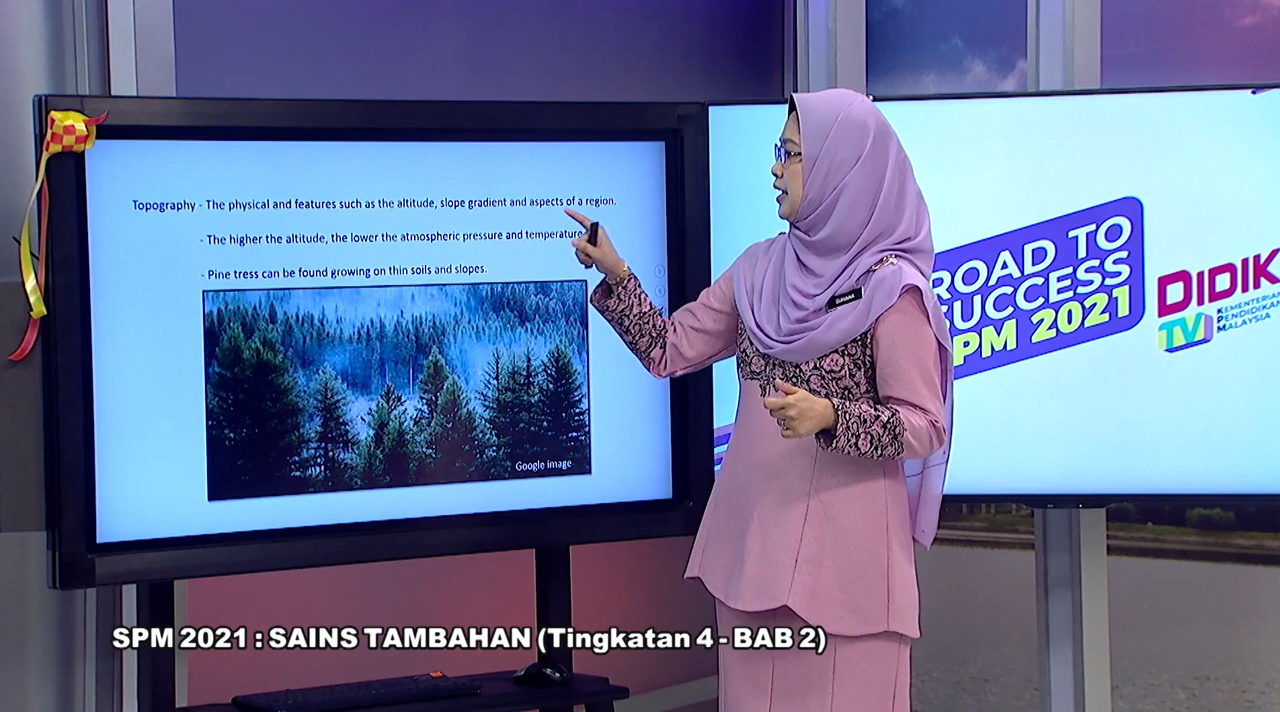 Topography - The physical and features such as the altitude, slope gradient and aspects of a region.
- The higher the altitude, the lower the atmospheric pressure and temperature
- Pine tress can be found growing on thin soils and slopes.
Google image
SUHANA
ROAD TO
SUCCESS
SPM 2021
DIDIK
TV
KEMENTERIAN
PENDIDIKAN
MALAYSIA
SPM 2021 : SAINS TAMBAHAN (Tingkatan 4 - BAB 2)